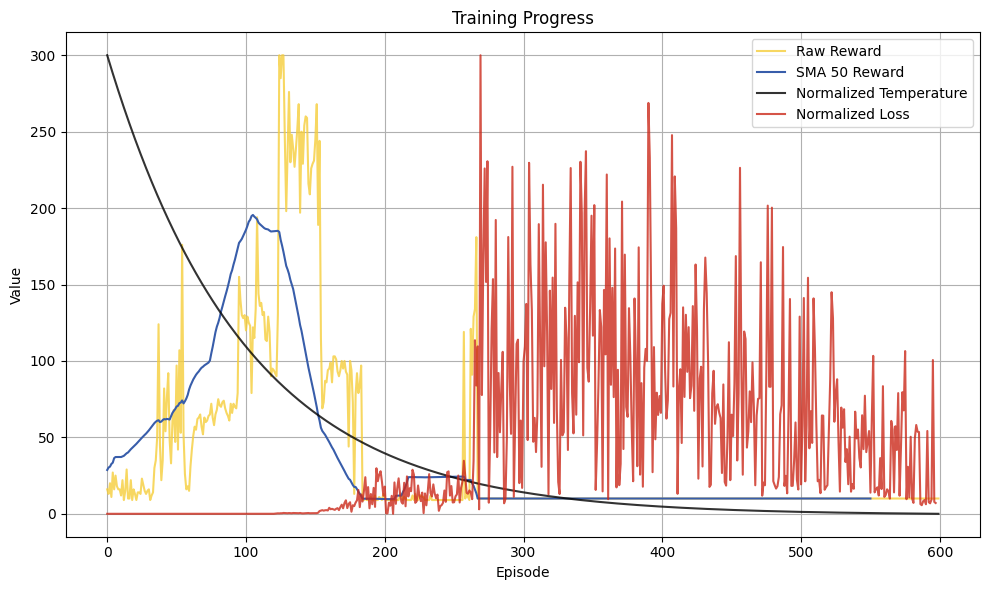 Training Progress
Raw Reward
SMA 50 Reward
Normalized Temperature
Normalized Loss
Value
300
250
200
150
100
50
0
0
100
200
300
400
500
600
Episode